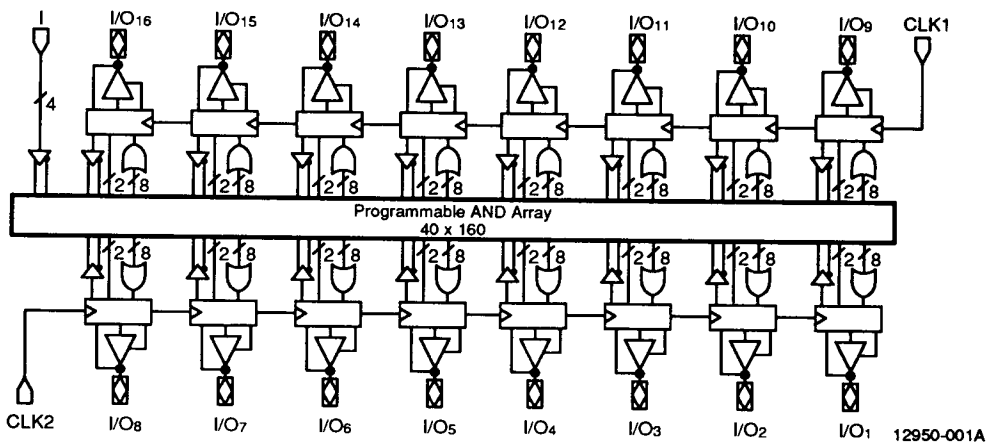 I I/O16 I/O15 I/O14 I/O13 I/O12 I/O11 I/O10 I/O9 CLK1
4
2 8 2 8 2 8 2 8 2 8 2 8 2 8 2 8
Programmable AND Array
40 x 160
2 8 2 8 2 8 2 8 2 8 2 8 2 8 2 8
CLK2 I/O8 I/O7 I/O6 I/O5 I/O4 I/O3 I/O2 I/O1
12950-001A